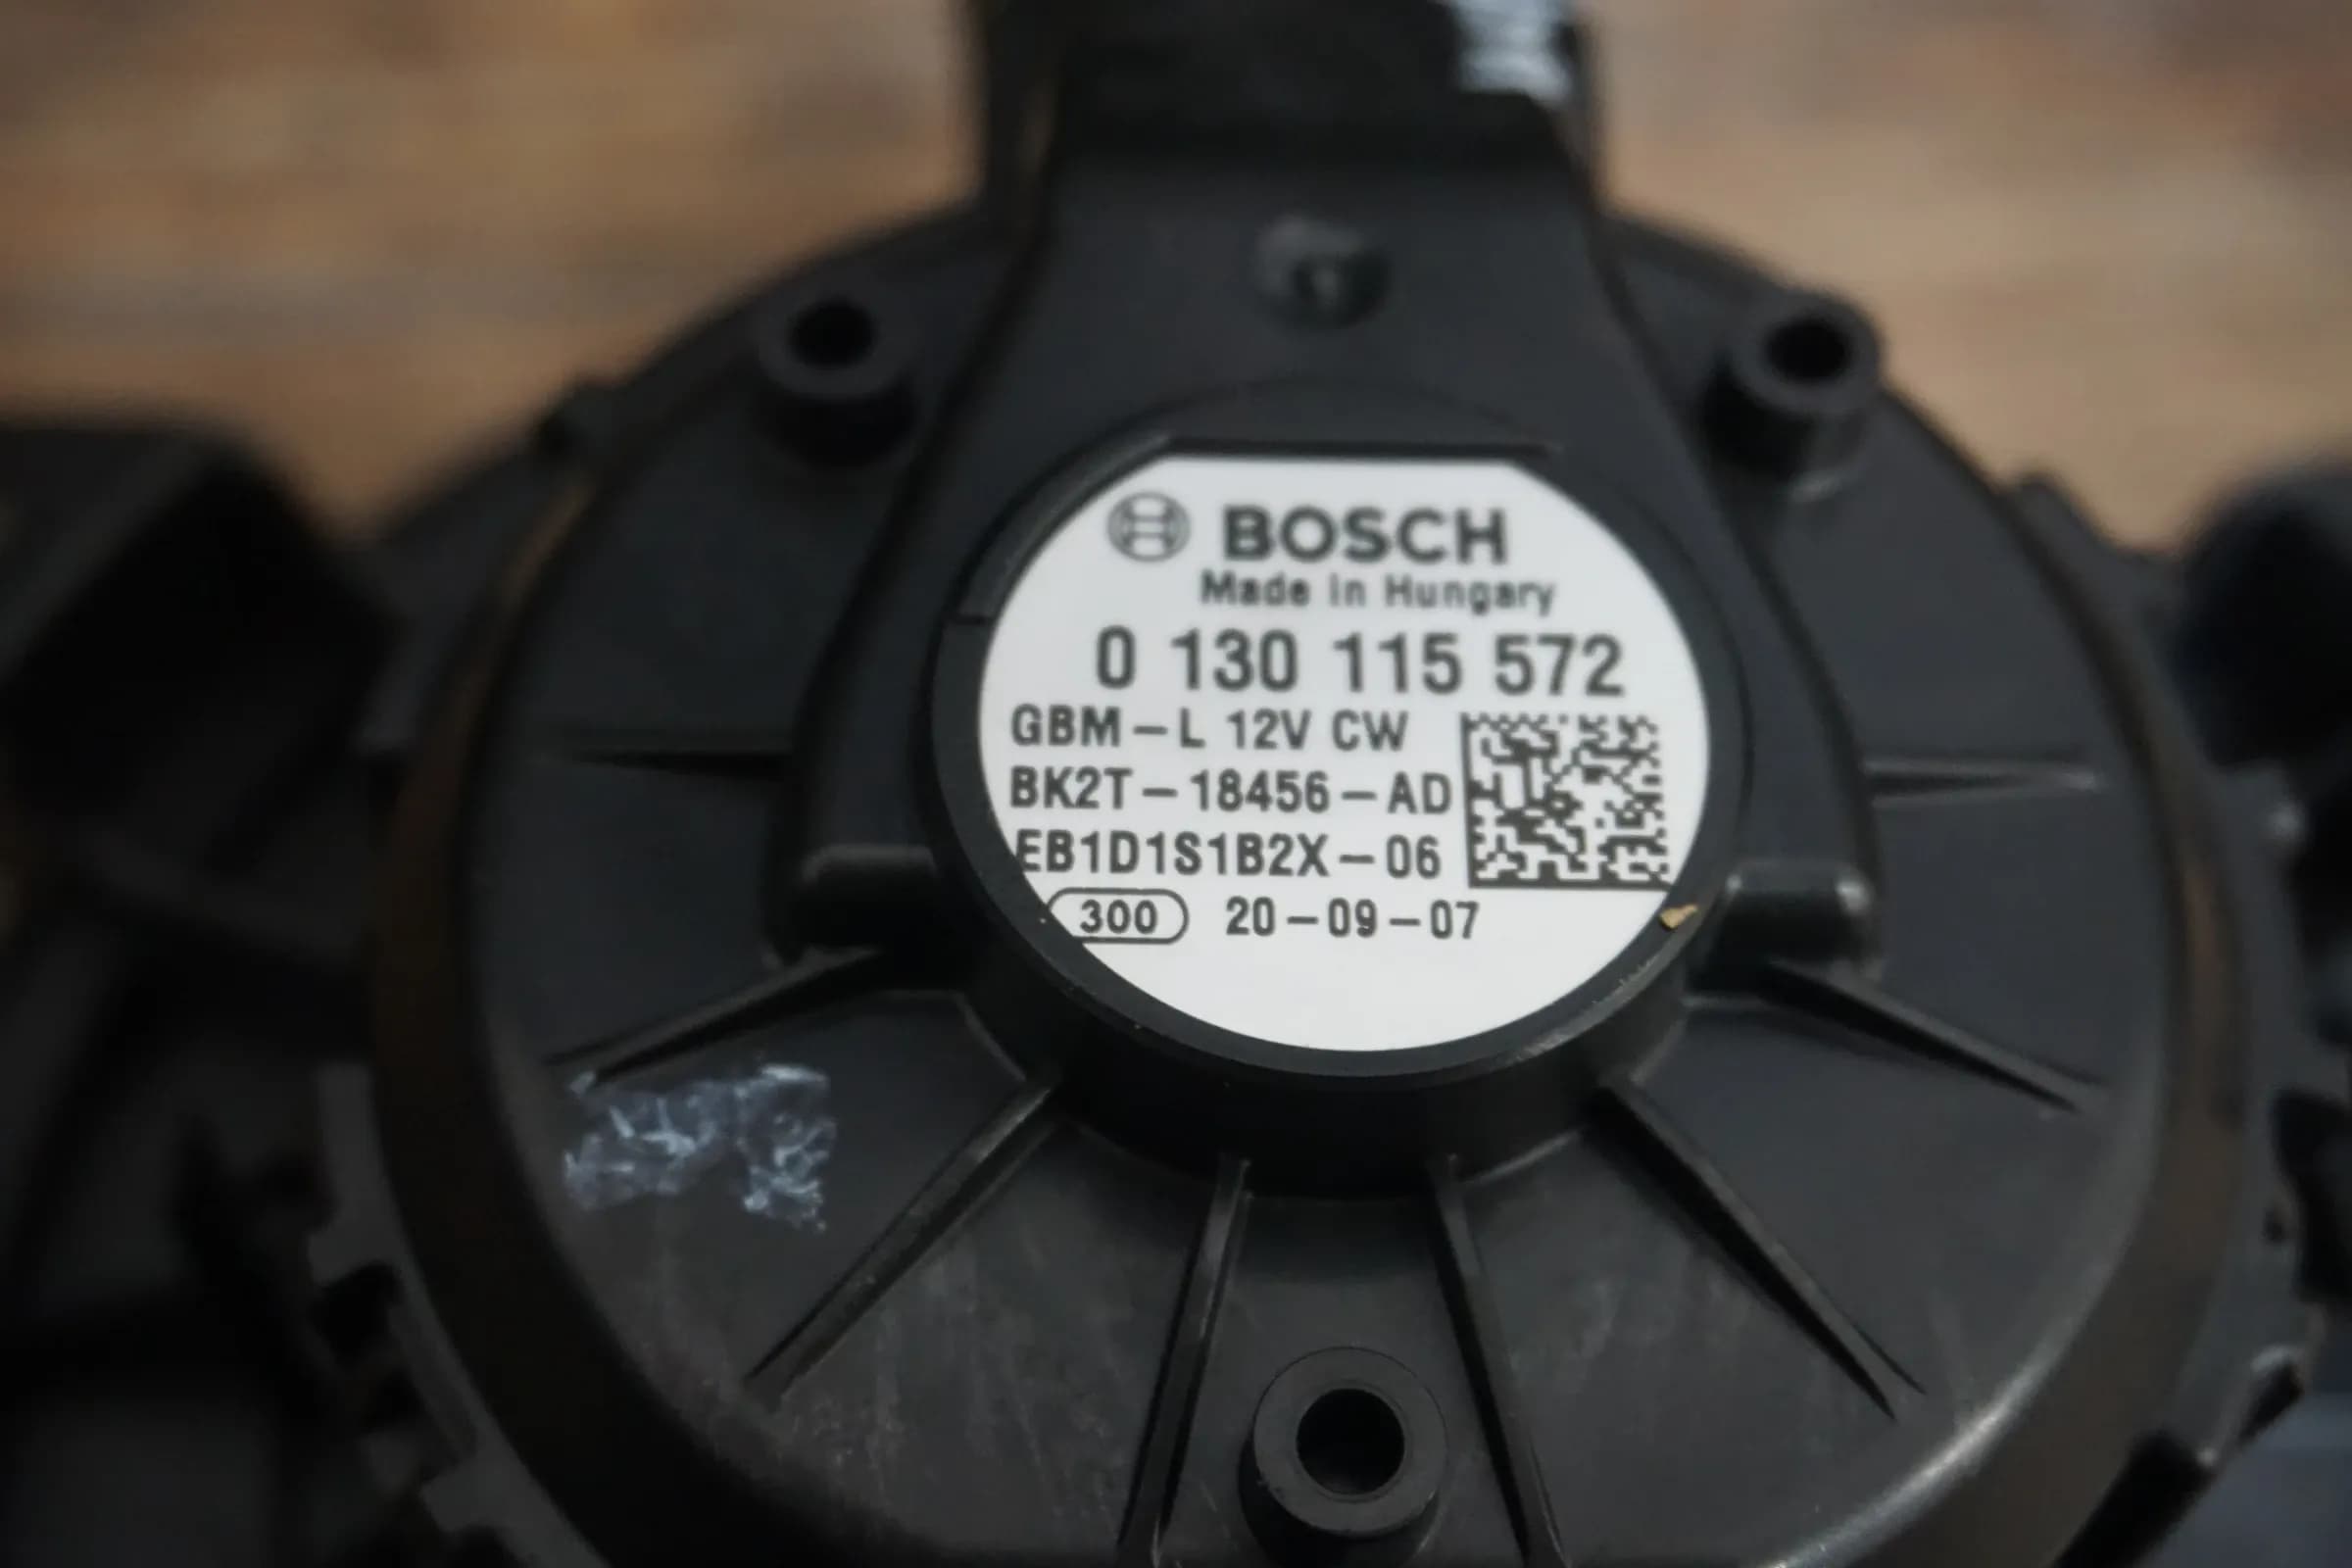 BOSCH
Made in Hungary
0 130 115 572
GBM-L 12V CW
BK2T-18456-AD
EB1D1S1B2X-06
300 20-09-07